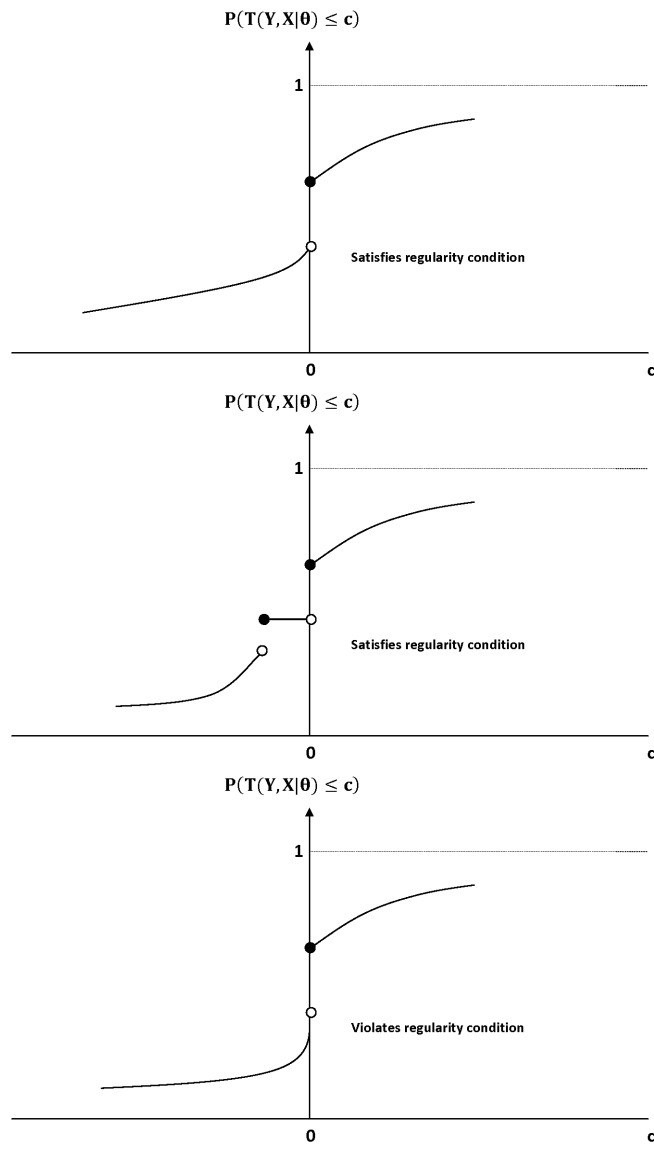 P(T(Y,X|θ) ≤ c)
1
Satisfies regularity condition
0
c
P(T(Y,X|θ) ≤ c)
1
Satisfies regularity condition
0
c
P(T(Y,X|θ) ≤ c)
1
Violates regularity condition
0
c